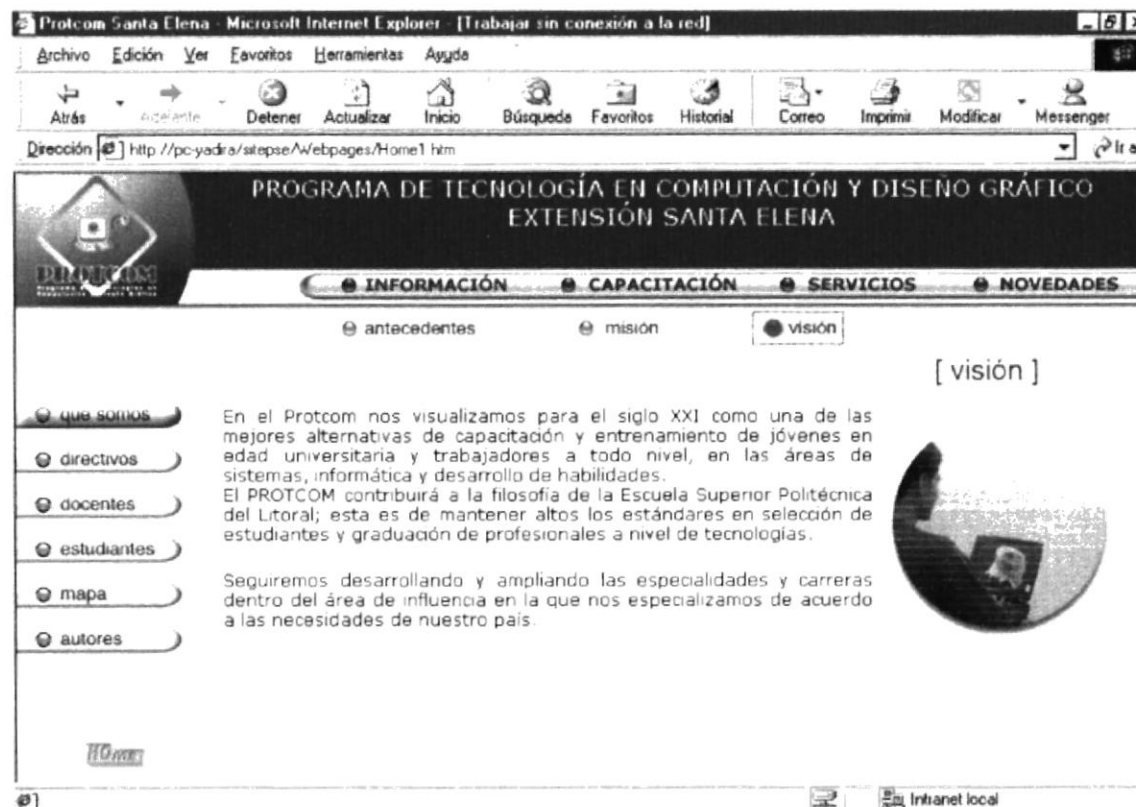 Protcom Santa Elena - Microsoft Internet Explorer - [Trabajar sin conexión a la red]
Archivo Edición Ver Favoritos Herramientas Ayuda
Atrás Adelante Detener Actualizar Inicio Búsqueda Favoritos Historial Correo Imprimir Modificar Messenger
Dirección http //pc-yadira/sitepse/Webpages/Home1 htm Ir a
PROGRAMA DE TECNOLOGÍA EN COMPUTACIÓN Y DISEÑO GRÁFICO
EXTENSIÓN SANTA ELENA
PROTCOM
INFORMACIÓN CAPACITACIÓN SERVICIOS NOVEDADES
antecedentes misión visión
[ visión ]
que somos
directivos
docentes
estudiantes
mapa
autores
En el Protcom nos visualizamos para el siglo XXI como una de las
mejores alternativas de capacitación y entrenamiento de jóvenes en
edad universitaria y trabajadores a todo nivel, en las áreas de
sistemas, informática y desarrollo de habilidades.
El PROTCOM contribuirá a la filosofía de la Escuela Superior Politécnica
del Litoral; esta es de mantener altos los estándares en selección de
estudiantes y graduación de profesionales a nivel de tecnologías.
Seguiremos desarrollando y ampliando las especialidades y carreras
dentro del área de influencia en la que nos especializamos de acuerdo
a las necesidades de nuestro país.
HOME
Intranet local